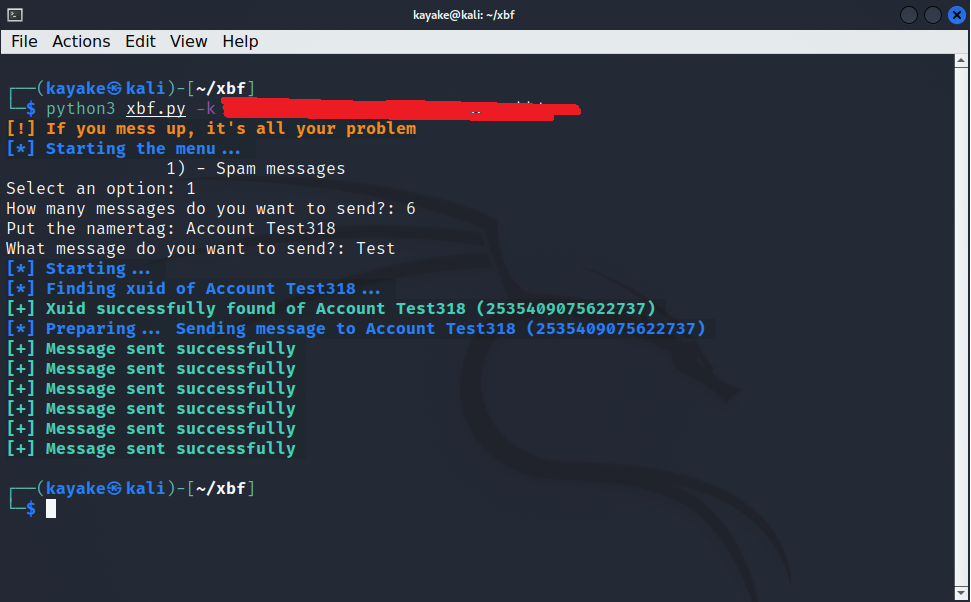 kayake@kali: ~/xbf
File Actions Edit View Help
┌──(kayake㉿kali)-[~/xbf]
└─$ python3 xbf.py -k
[!] If you mess up, it's all your problem
[*] Starting the menu...
1) - Spam messages
Select an option: 1
How many messages do you want to send?: 6
Put the namertag: Account Test318
What message do you want to send?: Test
[*] Starting...
[*] Finding xuid of Account Test318...
[+] Xuid successfully found of Account Test318 (2535409075622737)
[*] Preparing... Sending message to Account Test318 (2535409075622737)
[+] Message sent successfully
[+] Message sent successfully
[+] Message sent successfully
[+] Message sent successfully
[+] Message sent successfully
[+] Message sent successfully
┌──(kayake㉿kali)-[~/xbf]
└─$